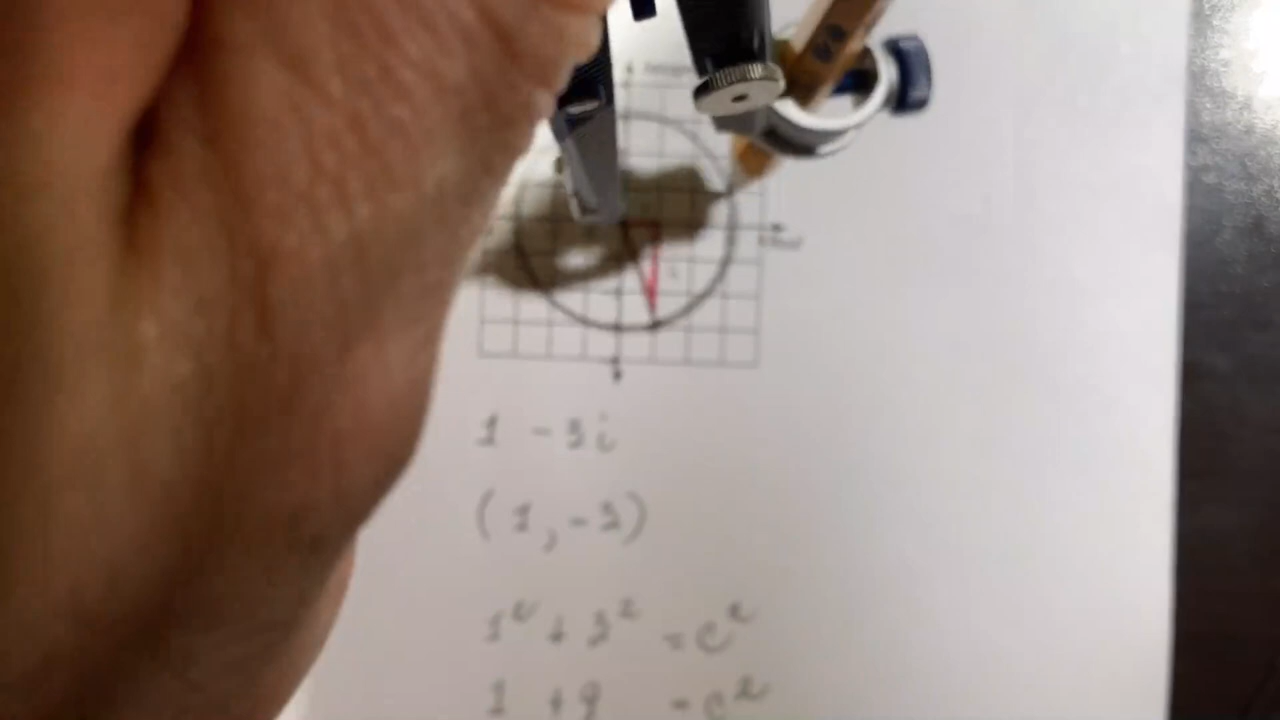 1 - 3i
(1, -3)
1² + 3² = c²
1 + 9 = c²